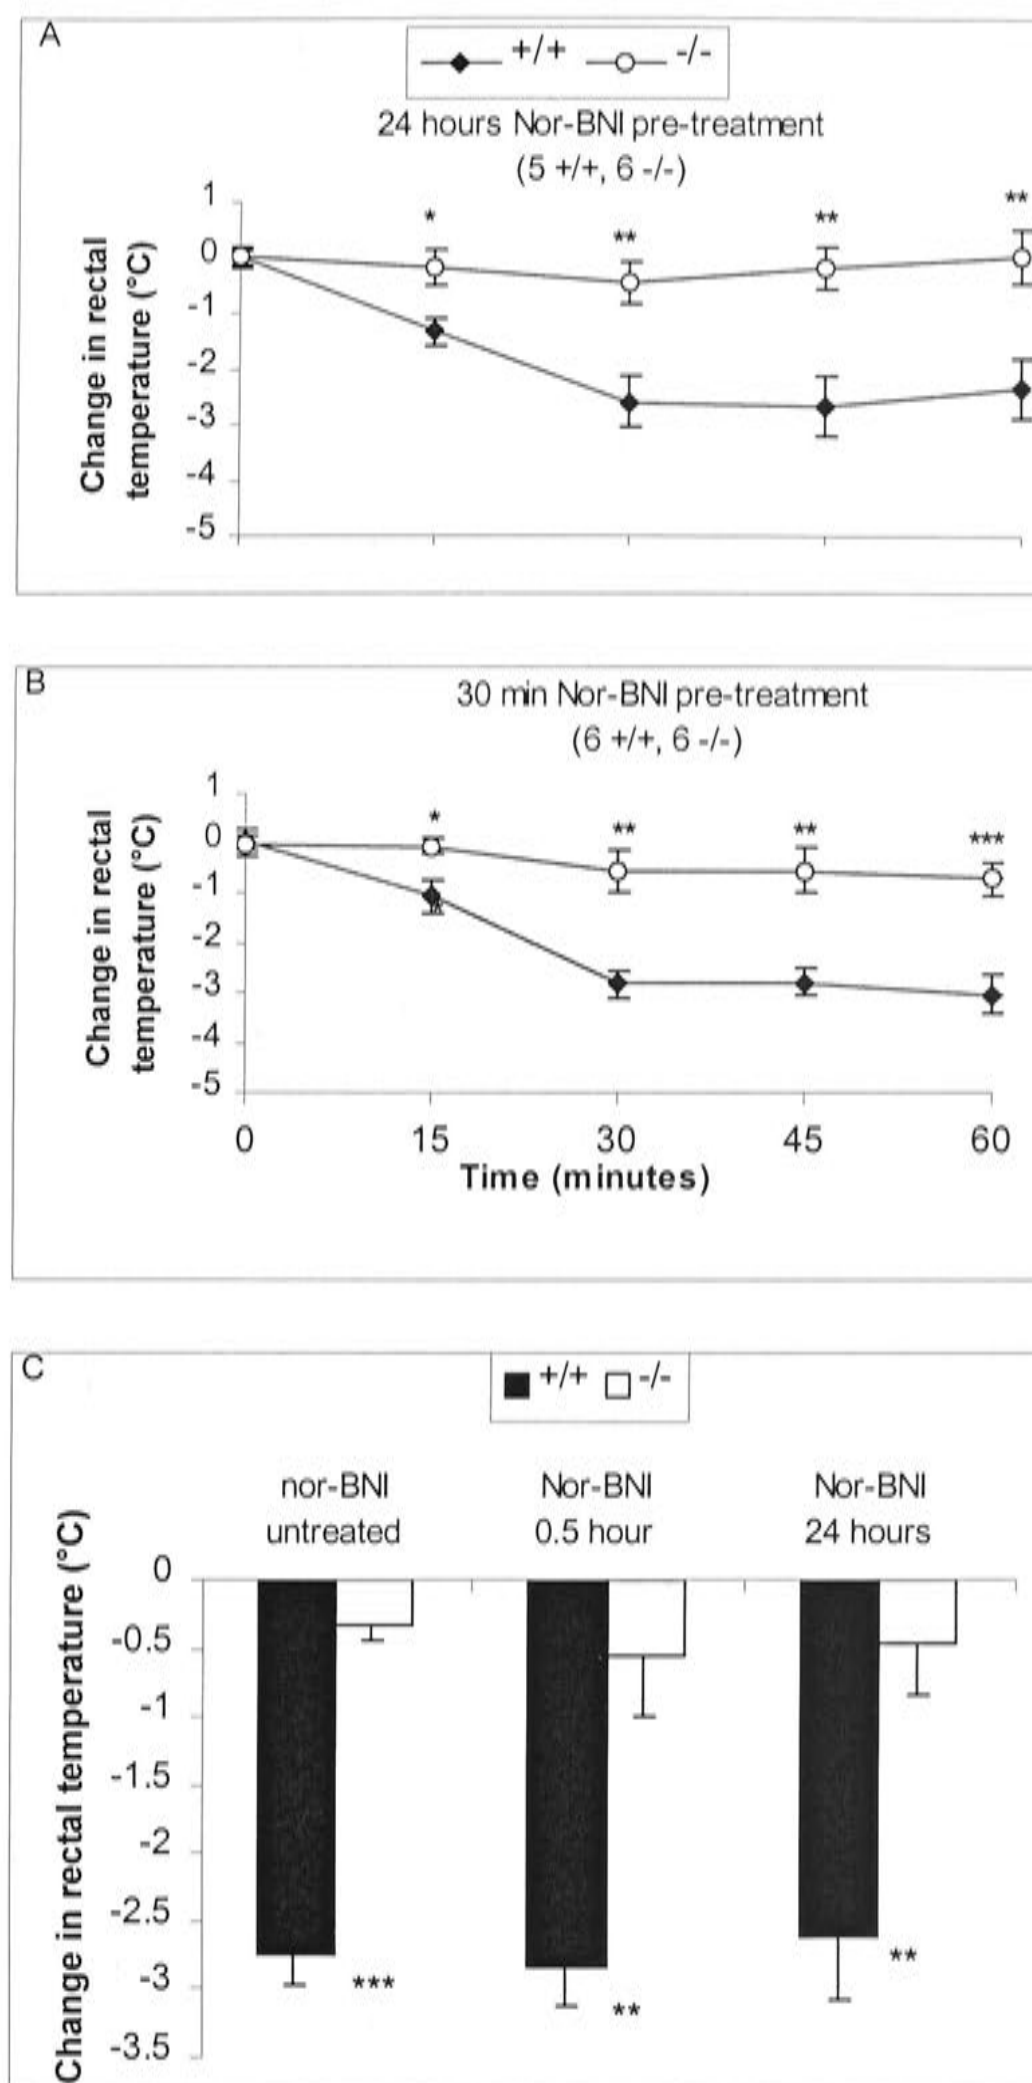 A
+/+ -/-
24 hours Nor-BNI pre-treatment
(5 +/+, 6 -/-)
Change in rectal
temperature (°C)
1
0
-1
-2
-3
-4
-5
*
**
**
**
B
30 min Nor-BNI pre-treatment
(6 +/+, 6 -/-)
Change in rectal
temperature (°C)
1
0
-1
-2
-3
-4
-5
*
**
**
***
0 15 30 45 60
Time (minutes)
C
+/+ -/-
nor-BNI
untreated
Nor-BNI
0.5 hour
Nor-BNI
24 hours
Change in rectal temperature (°C)
0
-0.5
-1
-1.5
-2
-2.5
-3
-3.5
***
**
**